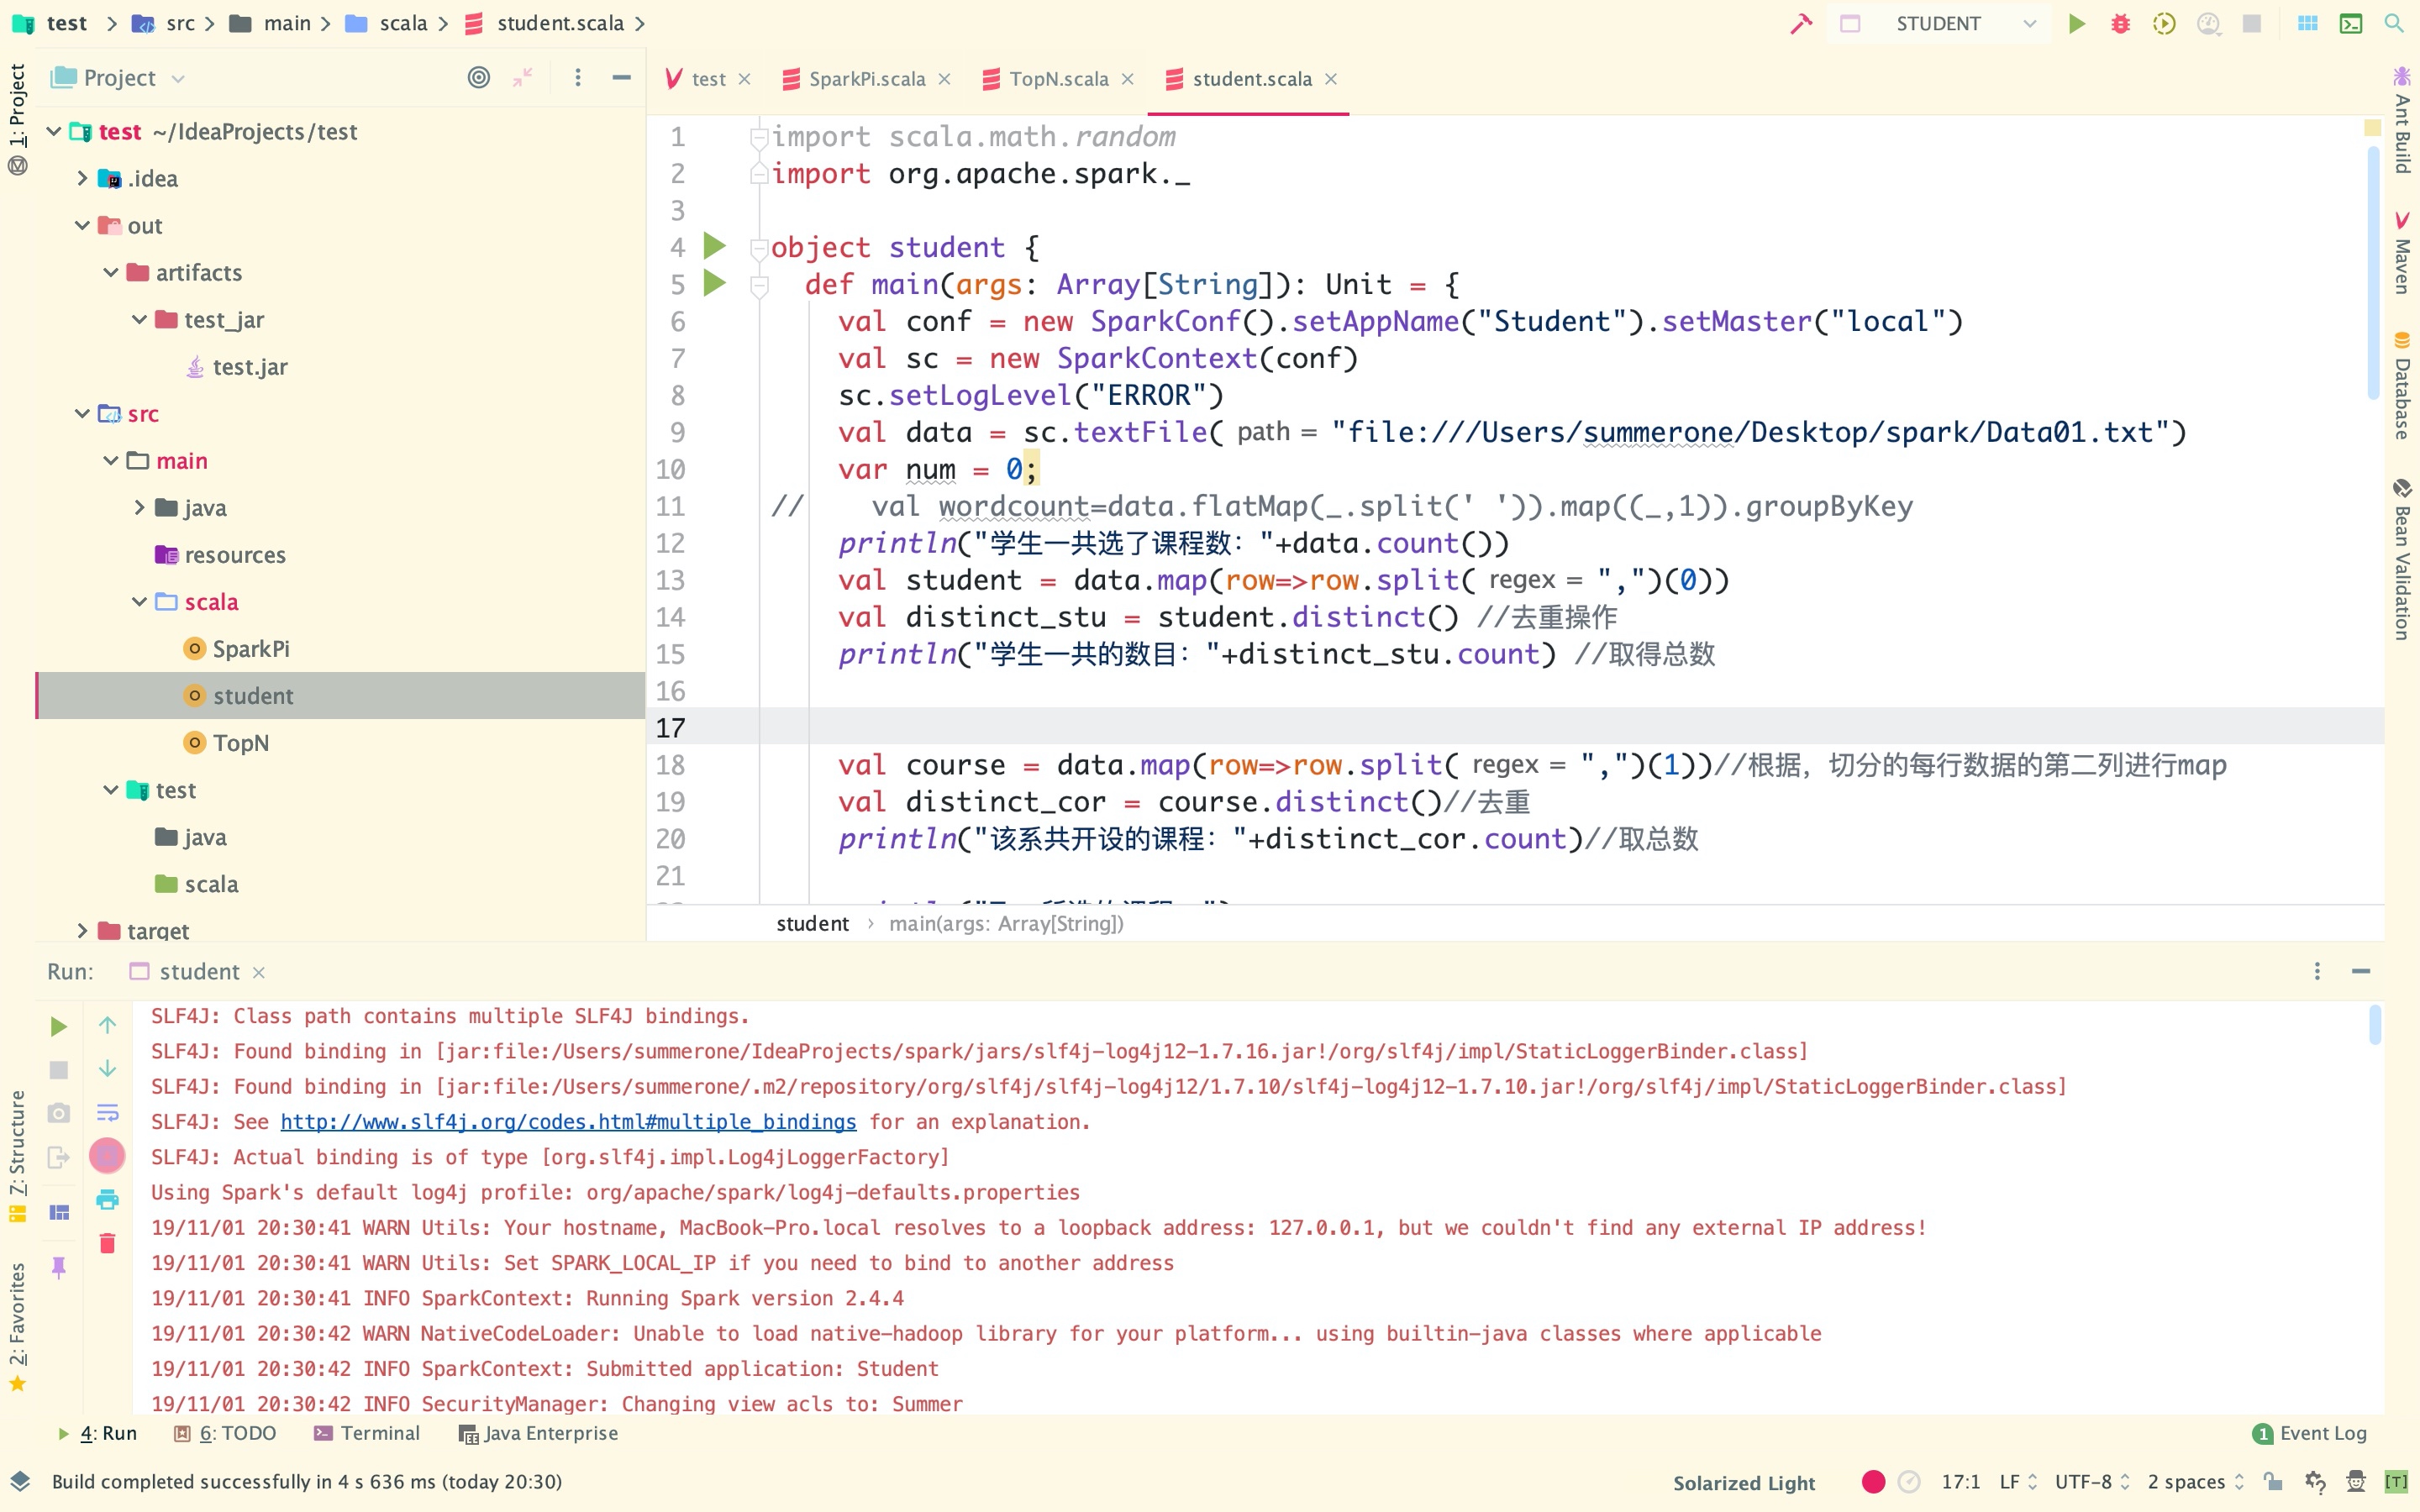 test > src > main > scala > student.scala >
STUDENT
1: Project
Project
test ~/IdeaProjects/test
.idea
out
artifacts
test_jar
test.jar
src
main
java
resources
scala
SparkPi
student
TopN
test
java
scala
target
test
SparkPi.scala
TopN.scala
student.scala
1 import scala.math.random
2 import org.apache.spark._
3
4 object student {
5 def main(args: Array[String]): Unit = {
6 val conf = new SparkConf().setAppName("Student").setMaster("local")
7 val sc = new SparkContext(conf)
8 sc.setLogLevel("ERROR")
9 val data = sc.textFile( path = "file:///Users/summerone/Desktop/spark/Data01.txt")
10 var num = 0;
11 // val wordcount=data.flatMap(_.split(' ')).map((_,1)).groupByKey
12 println("学生一共选了课程数："+data.count())
13 val student = data.map(row=>row.split( regex = ",")(0))
14 val distinct_stu = student.distinct() //去重操作
15 println("学生一共的数目："+distinct_stu.count) //取得总数
16
17
18 val course = data.map(row=>row.split( regex = ",")(1))//根据，切分的每行数据的第二列进行map
19 val distinct_cor = course.distinct()//去重
20 println("该系共开设的课程："+distinct_cor.count)//取总数
21
student > main(args: Array[String])
Ant Build
Maven
Database
Bean Validation
Run: student
SLF4J: Class path contains multiple SLF4J bindings.
SLF4J: Found binding in [jar:file:/Users/summerone/IdeaProjects/spark/jars/slf4j-log4j12-1.7.16.jar!/org/slf4j/impl/StaticLoggerBinder.class]
SLF4J: Found binding in [jar:file:/Users/summerone/.m2/repository/org/slf4j/slf4j-log4j12/1.7.10/slf4j-log4j12-1.7.10.jar!/org/slf4j/impl/StaticLoggerBinder.class]
SLF4J: See http://www.slf4j.org/codes.html#multiple_bindings for an explanation.
SLF4J: Actual binding is of type [org.slf4j.impl.Log4jLoggerFactory]
Using Spark's default log4j profile: org/apache/spark/log4j-defaults.properties
19/11/01 20:30:41 WARN Utils: Your hostname, MacBook-Pro.local resolves to a loopback address: 127.0.0.1, but we couldn't find any external IP address!
19/11/01 20:30:41 WARN Utils: Set SPARK_LOCAL_IP if you need to bind to another address
19/11/01 20:30:41 INFO SparkContext: Running Spark version 2.4.4
19/11/01 20:30:42 WARN NativeCodeLoader: Unable to load native-hadoop library for your platform... using builtin-java classes where applicable
19/11/01 20:30:42 INFO SparkContext: Submitted application: Student
19/11/01 20:30:42 INFO SecurityManager: Changing view acls to: Summer
7: Structure
2: Favorites
4: Run
6: TODO
Terminal
Java Enterprise
1 Event Log
Build completed successfully in 4 s 636 ms (today 20:30)
Solarized Light
17:1
LF
UTF-8
2 spaces
[T]